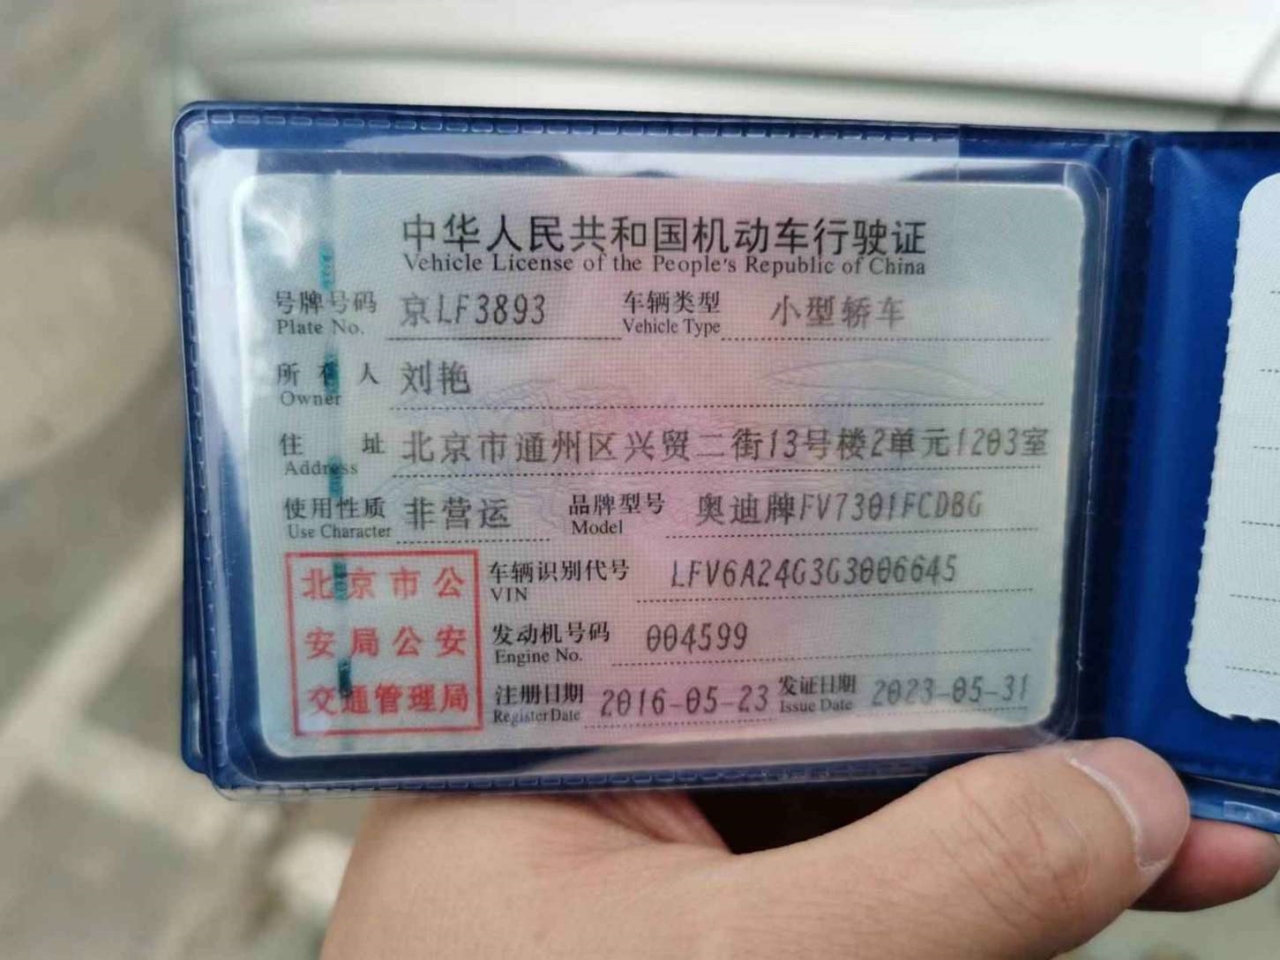 中华人民共和国机动车行驶证
Vehicle License of the People's Republic of China
号牌号码 京LF3893 车辆类型 小型轿车
Plate No. Vehicle Type
所有人 刘艳
Owner
住址 北京市通州区兴贸二街13号楼2单元1203室
Address
使用性质 非营运 品牌型号 奥迪牌FV7301FCDBG
Use Character Model
北京市公 车辆识别代号 LFV6A24G3G3006645
VIN
安局公安 发动机号码 004599
Engine No.
交通管理局 注册日期 2016-05-23 发证日期 2023-05-31
Register Date Issue Date